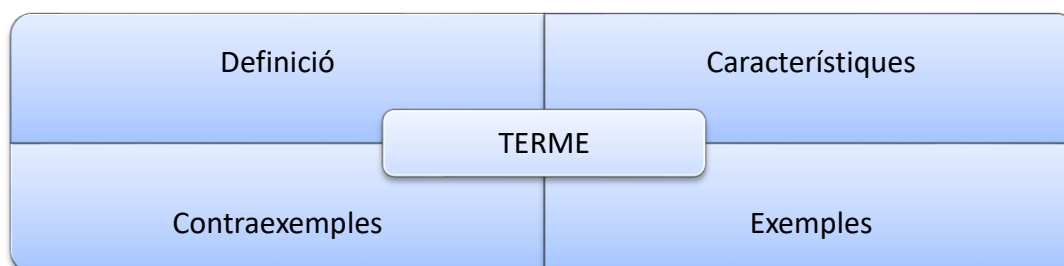 Definició
Característiques
TERME
Contraexemples
Exemples